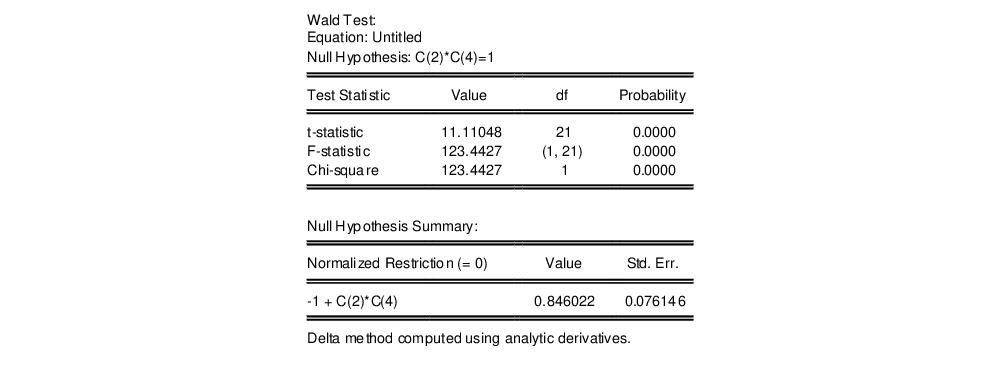 Wald Test:
Equation: Untitled
Null Hypothesis: C(2)*C(4)=1
Test Statistic Value df Probability
t-statistic 11.11048 21 0.0000
F-statistic 123.4427 (1, 21) 0.0000
Chi-square 123.4427 1 0.0000
Null Hypothesis Summary:
Normalized Restriction (= 0) Value Std. Err.
-1 + C(2)*C(4) 0.846022 0.076146
Delta method computed using analytic derivatives.